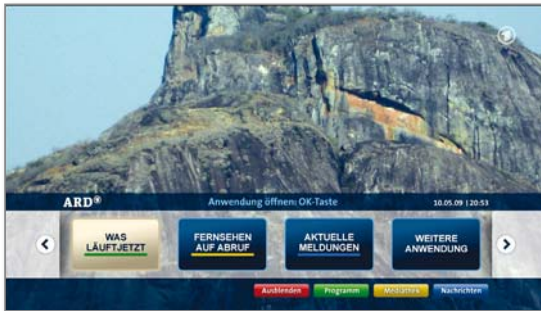 ARD
Anwendung öffnen: OK-Taste
10.05.09 | 20:53
WAS
LÄUFTJETZT
FERNSEHEN
AUF ABRUF
AKTUELLE
MELDUNGEN
WEITERE
ANWENDUNG
Ausblenden Programm Mediathek Nachrichten